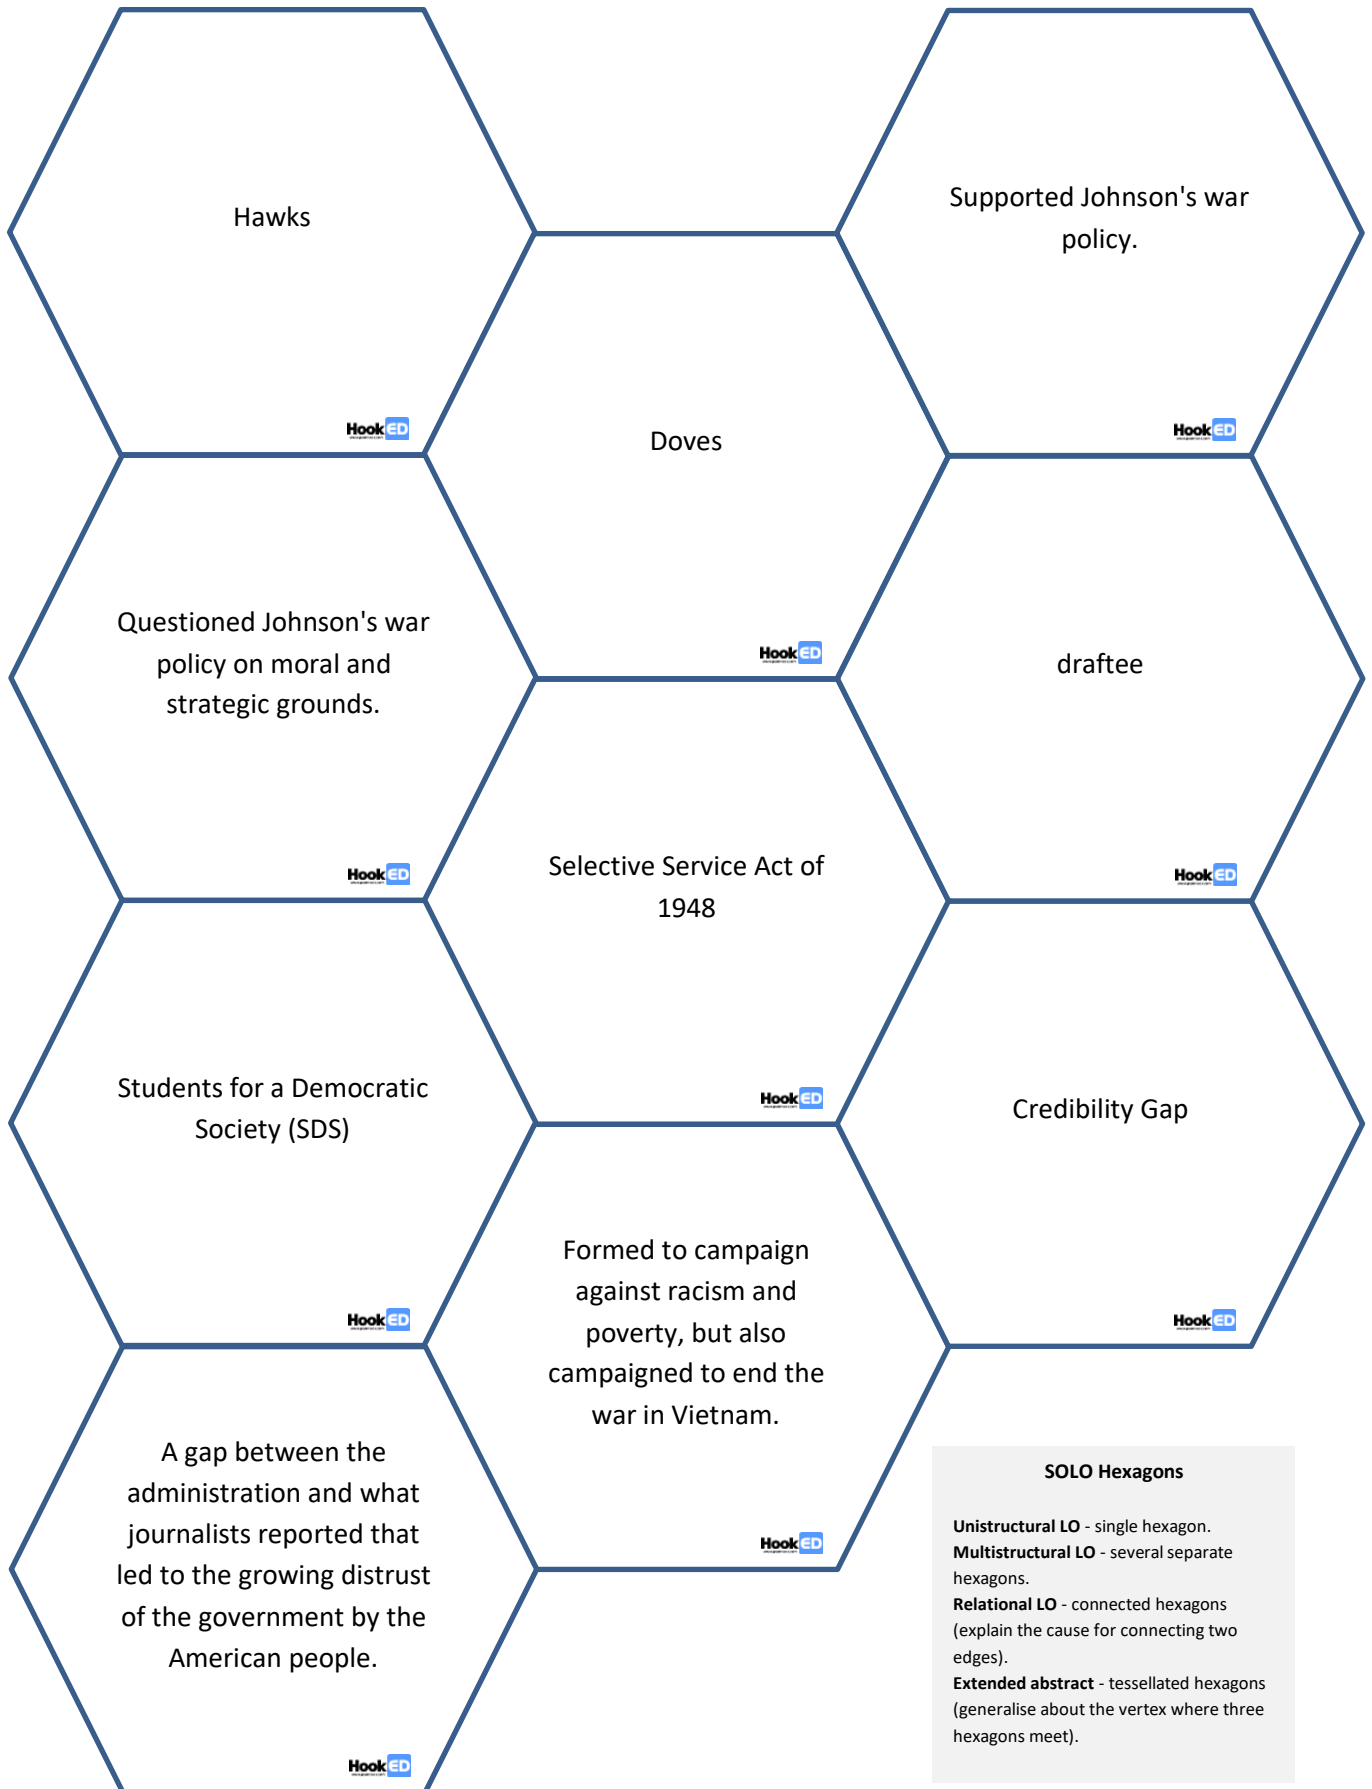 Hawks
HookED
Supported Johnson's war
policy.
HookED
Doves
HookED
Questioned Johnson's war
policy on moral and
strategic grounds.
HookED
draftee
HookED
Selective Service Act of
1948
HookED
Students for a Democratic
Society (SDS)
HookED
Credibility Gap
HookED
Formed to campaign
against racism and
poverty, but also
campaigned to end the
war in Vietnam.
HookED
A gap between the
administration and what
journalists reported that
led to the growing distrust
of the government by the
American people.
HookED
SOLO Hexagons
Unistructural LO - single hexagon.
Multistructural LO - several separate
hexagons.
Relational LO - connected hexagons
(explain the cause for connecting two
edges).
Extended abstract - tessellated hexagons
(generalise about the vertex where three
hexagons meet).